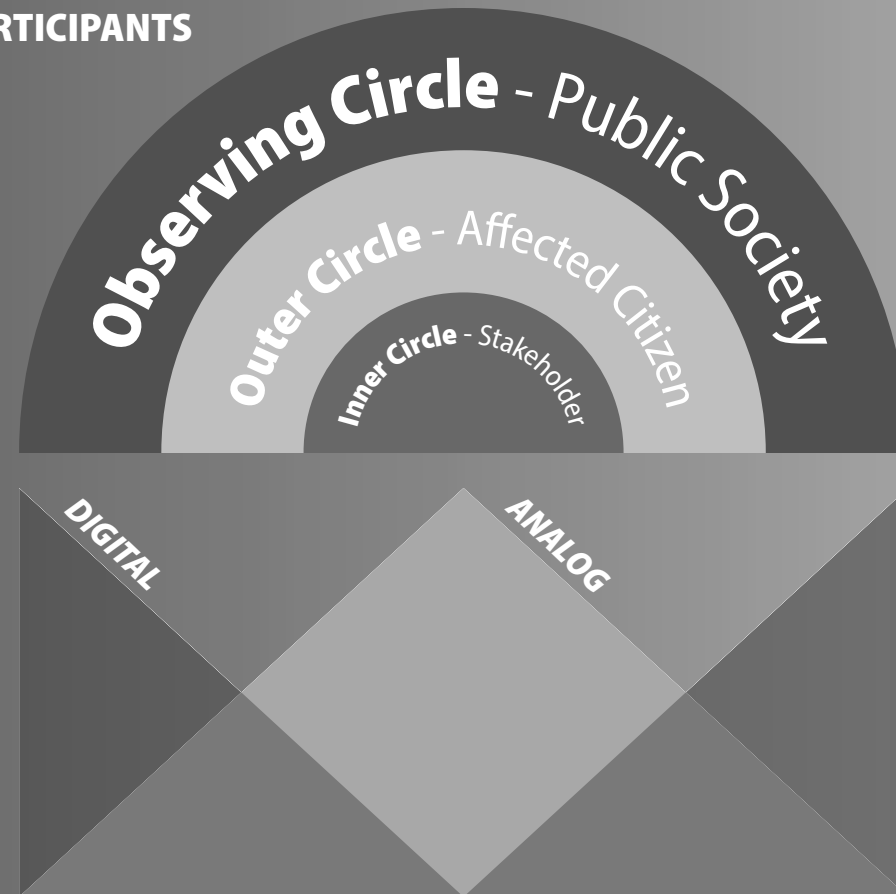 RTICIPANTS
Observing Circle - Public Society
Outer Circle - Affected Citizen
Inner Circle - Stakeholder
DIGITAL
ANALOG